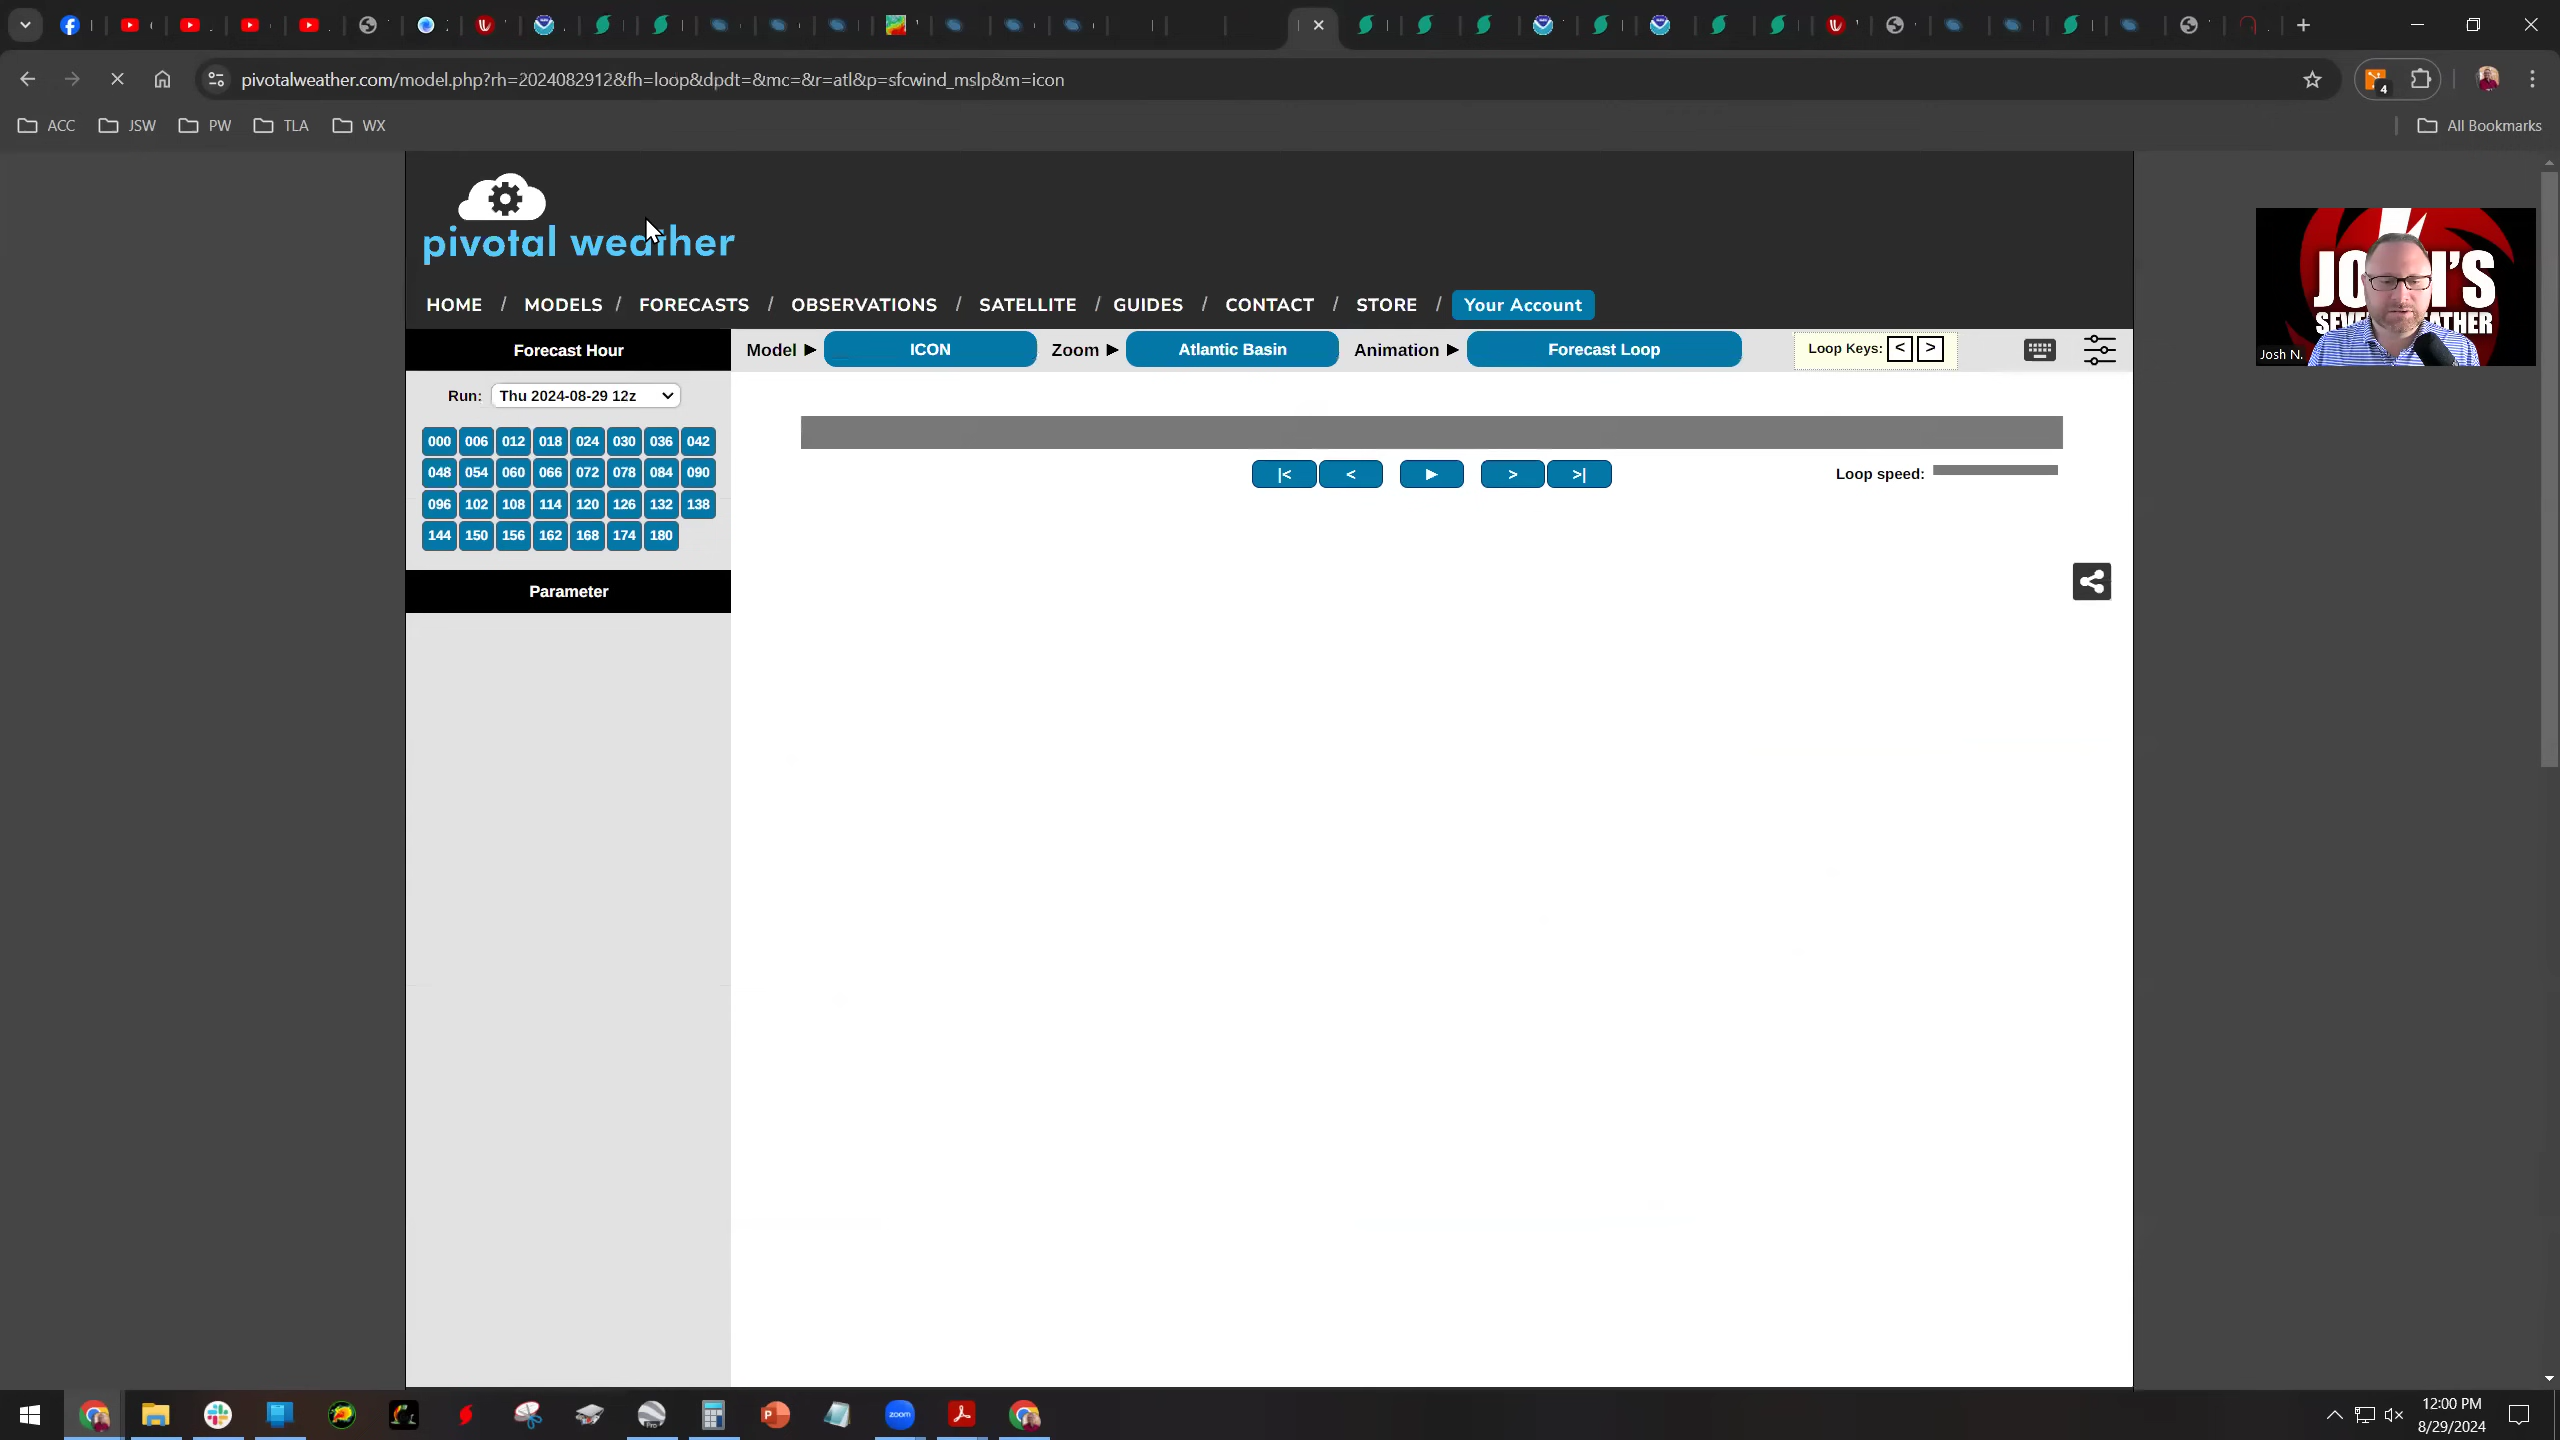 pivotalweather.com/model.php?rh=2024082912&fh=loop&dpdt=&mc=&r=atl&p=sfcwind_mslp&m=icon
4
ACC JSW PW TLA WX All Bookmarks
pivotal weather
HOME / MODELS / FORECASTS / OBSERVATIONS / SATELLITE / GUIDES / CONTACT / STORE / Your Account
Forecast Hour
Model ▶ ICON Zoom ▶ Atlantic Basin Animation ▶ Forecast Loop Loop Keys: < >
Run: Thu 2024-08-29 12z
000 006 012 018 024 030 036 042
048 054 060 066 072 078 084 090
096 102 108 114 120 126 132 138
144 150 156 162 168 174 180
|< < ▶ > >| Loop speed:
Parameter
Josh N.
12:00 PM
8/29/2024